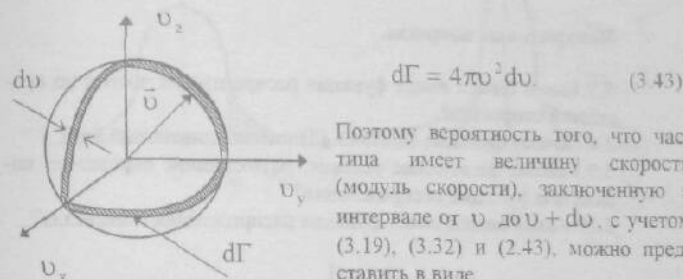 υz
dυ
υ⃗
υy
dΓ
υx
dΓ = 4πυ²dυ (3.43)
Поэтому вероятность того, что час-
тица имеет величину скорости
(модуль скорости), заключенную
интервале от υ до υ + dυ, с учетом
(3.19), (3.32) и (2.43), можно пред-
ставить в виде